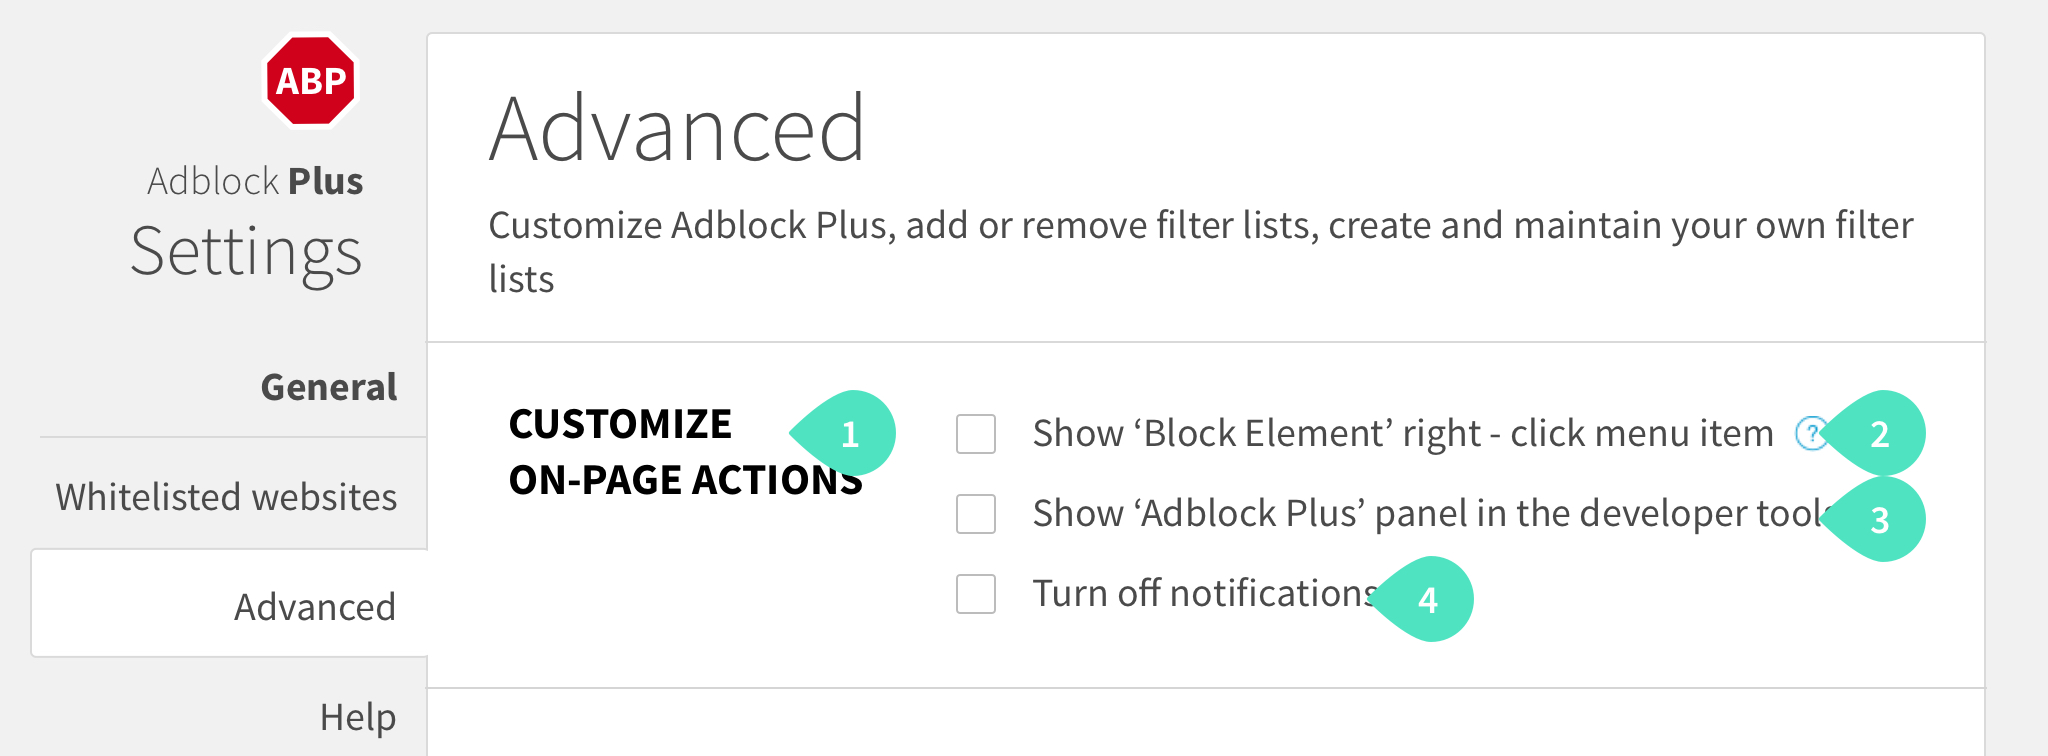 ABP
Adblock Plus
Settings
General
Whitelisted websites
Advanced
Help
Advanced
Customize Adblock Plus, add or remove filter lists, create and maintain your own filter
lists
CUSTOMIZE
ON-PAGE ACTIONS
1
Show ‘Block Element’ right - click menu item ? 2
Show ‘Adblock Plus’ panel in the developer tools 3
Turn off notifications 4